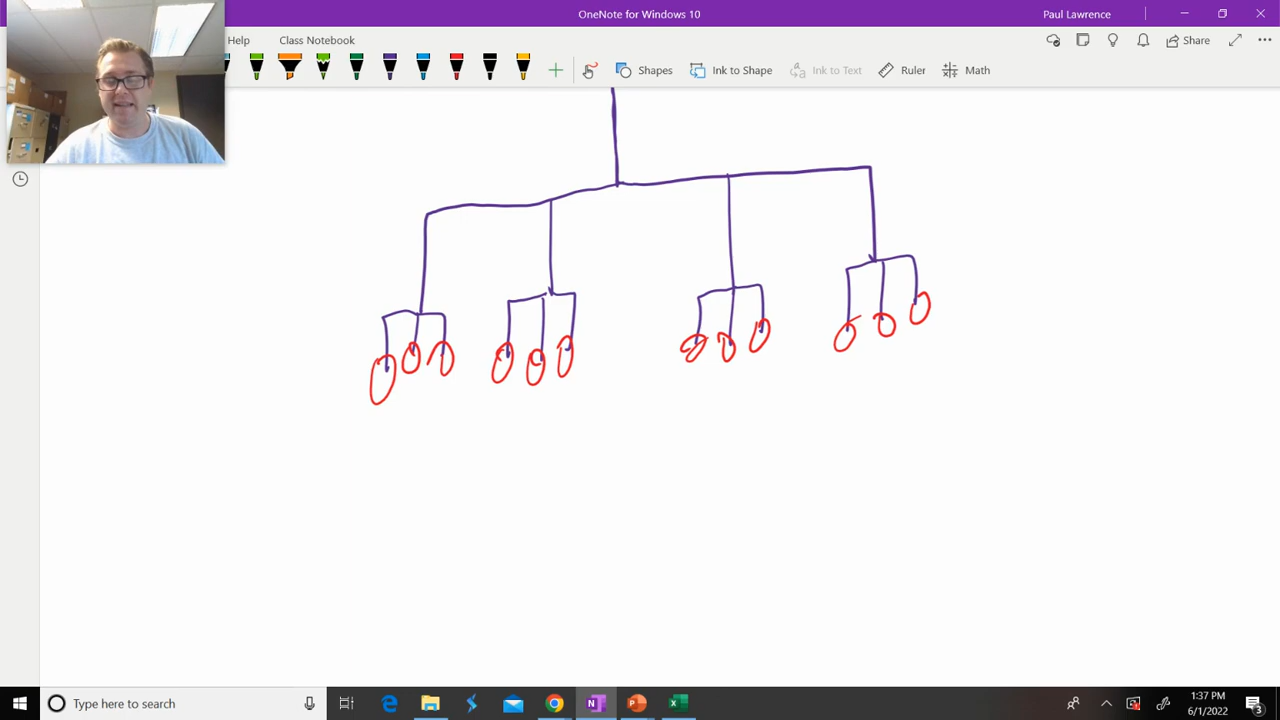 OneNote for Windows 10
Paul Lawrence
Help
Class Notebook
Share
Shapes
Ink to Shape
Ink to Text
Ruler
Math
Type here to search
1:37 PM
6/1/2022
3